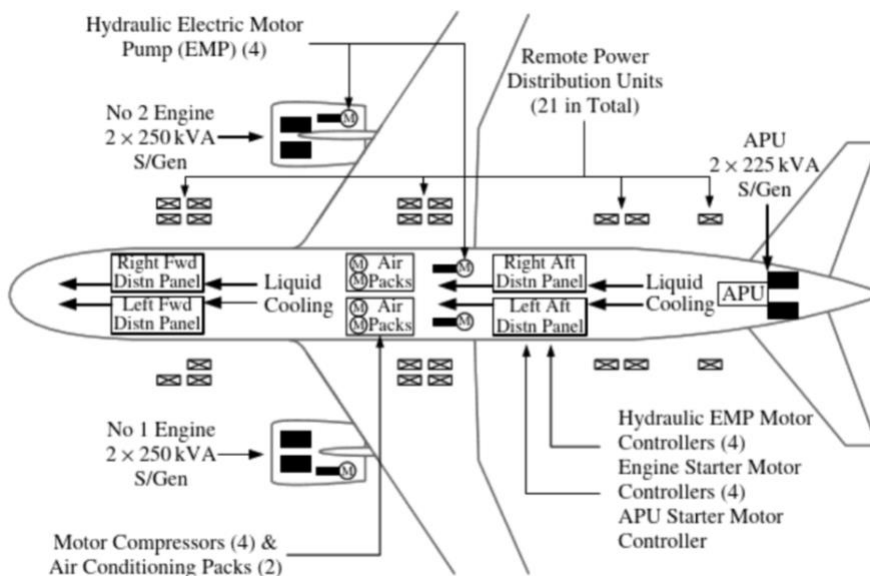 Hydraulic Electric Motor
Pump (EMP) (4)
Remote Power
Distribution Units
(21 in Total)
No 2 Engine
2 × 250 kVA
S/Gen
M
APU
2 × 225 kVA
S/Gen
Right Fwd
Distn Panel
Left Fwd
Distn Panel
Liquid
Cooling
M
M
Air
Packs
M
M
Air
Packs
M
M
Right Aft
Distn Panel
Left Aft
Distn Panel
Liquid
Cooling
APU
No 1 Engine
2 × 250 kVA
S/Gen
M
Hydraulic EMP Motor
Controllers (4)
Engine Starter Motor
Controllers (4)
APU Starter Motor
Controller
Motor Compressors (4) &
Air Conditioning Packs (2)